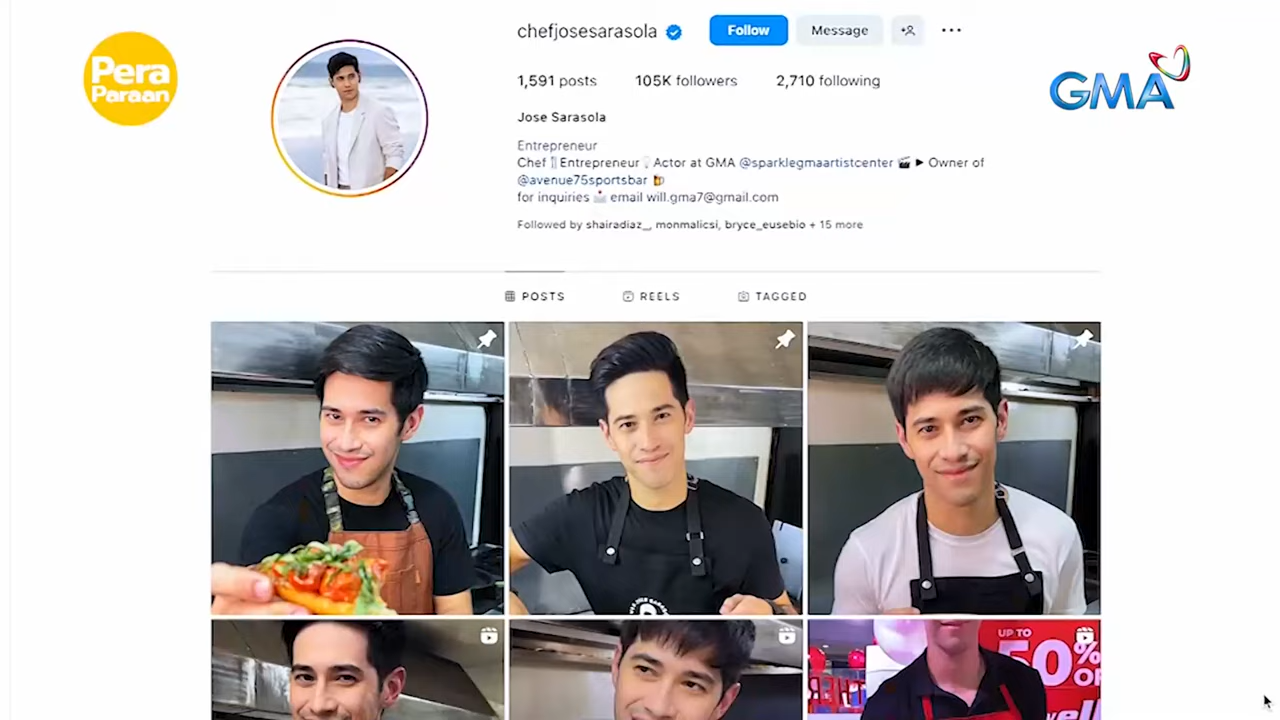 Pera
Paraan
GMA
chefjosesarasola
Follow
Message
1,591 posts
105K followers
2,710 following
Jose Sarasola
Entrepreneur
Chef Entrepreneur Actor at GMA @sparklegmaartistcenter Owner of
@avenue75sportsbar
for inquiries email will.gma7@gmail.com
Followed by shairadiaz_, monmalicsi, bryce_eusebio + 15 more
POSTS
REELS
TAGGED
UP TO
50%